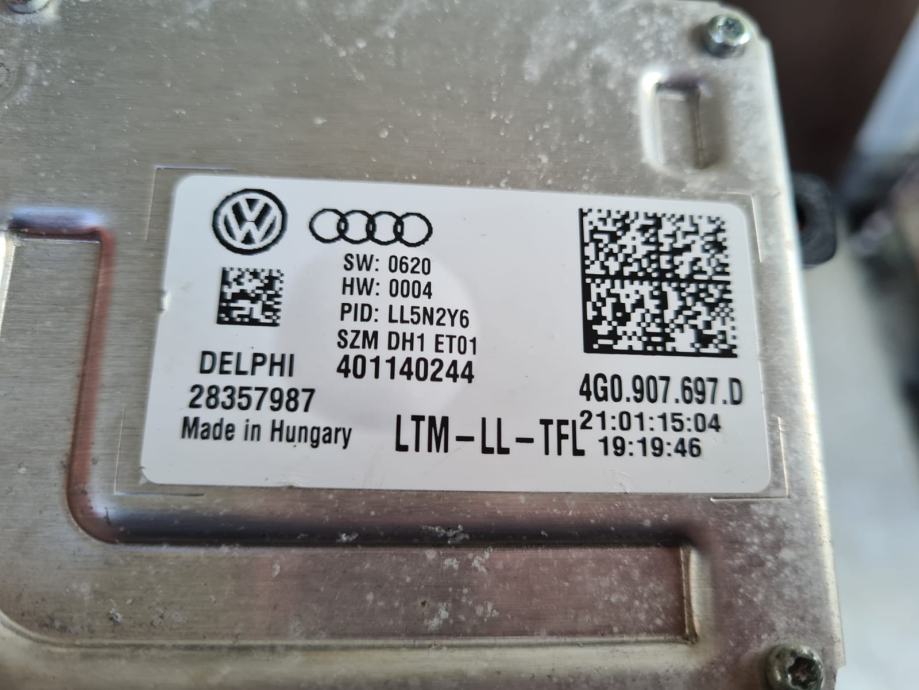 SW: 0620
HW: 0004
PID: LL5N2Y6
SZM DH1 ET01
401140244
DELPHI
28357987
Made in Hungary
LTM-LL-TFL
4G0.907.697.D
21:01:15:04
19:19:46